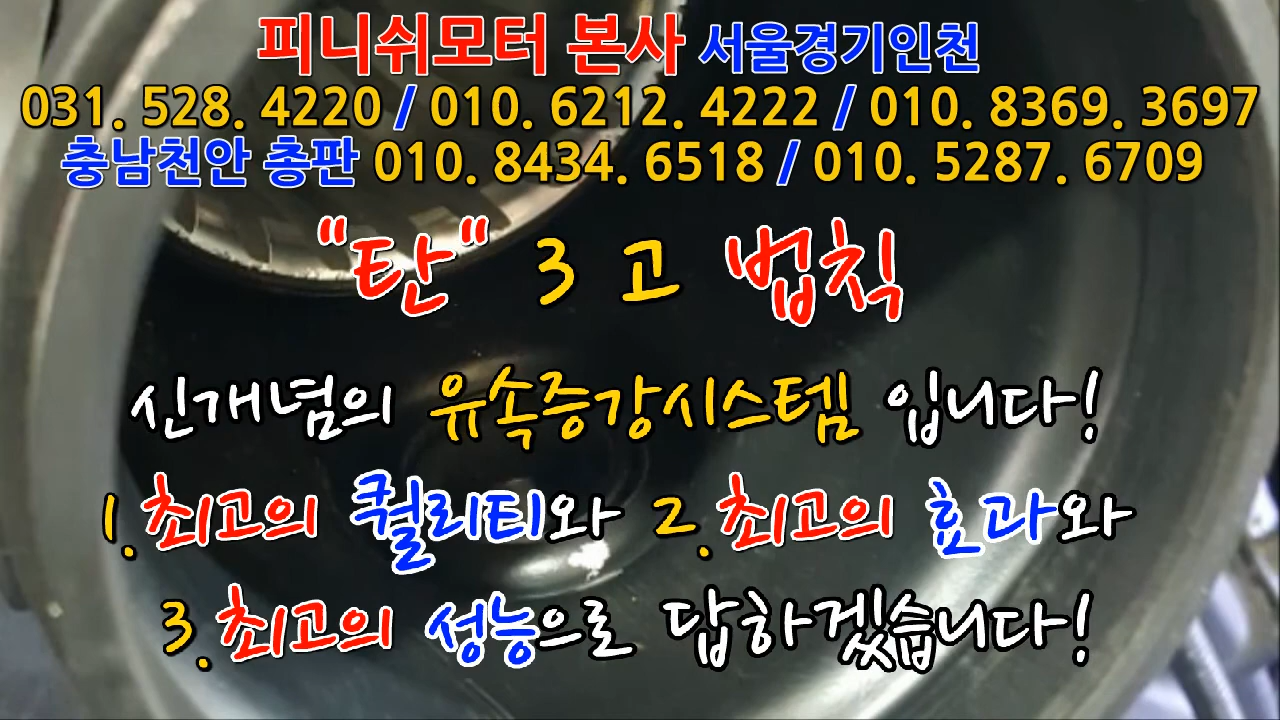 피니쉬모터 본사 서울경기인천
031. 528. 4220 / 010. 6212. 4222 / 010. 8369. 3697
충남천안 총판 010. 8434. 6518 / 010. 5287. 6709
"탄" 3 고 법칙
신개념의 유속증강시스템 입니다!
1. 최고의 퀄리티와 2. 최고의 효과와
3. 최고의 성능으로 답하겠습니다!